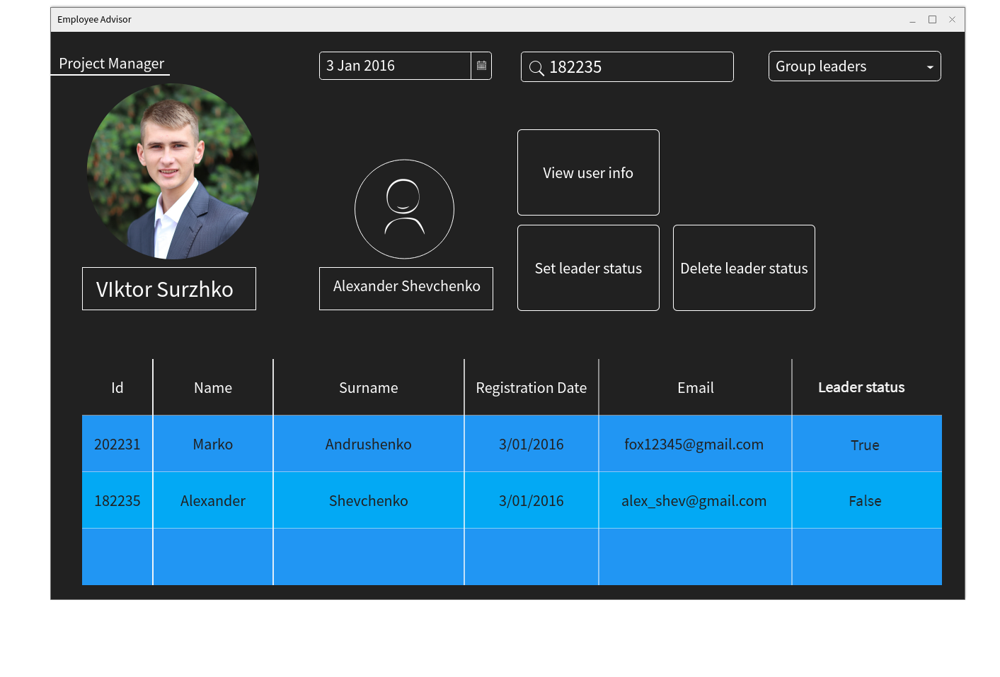 Employee Advisor
Project Manager
3 Jan 2016
182235
Group leaders
View user info
Set leader status
Delete leader status
VIktor Surzhko
Alexander Shevchenko
Id Name Surname Registration Date Email Leader status
202231 Marko Andrushenko 3/01/2016 fox12345@gmail.com True
182235 Alexander Shevchenko 3/01/2016 alex_shev@gmail.com False